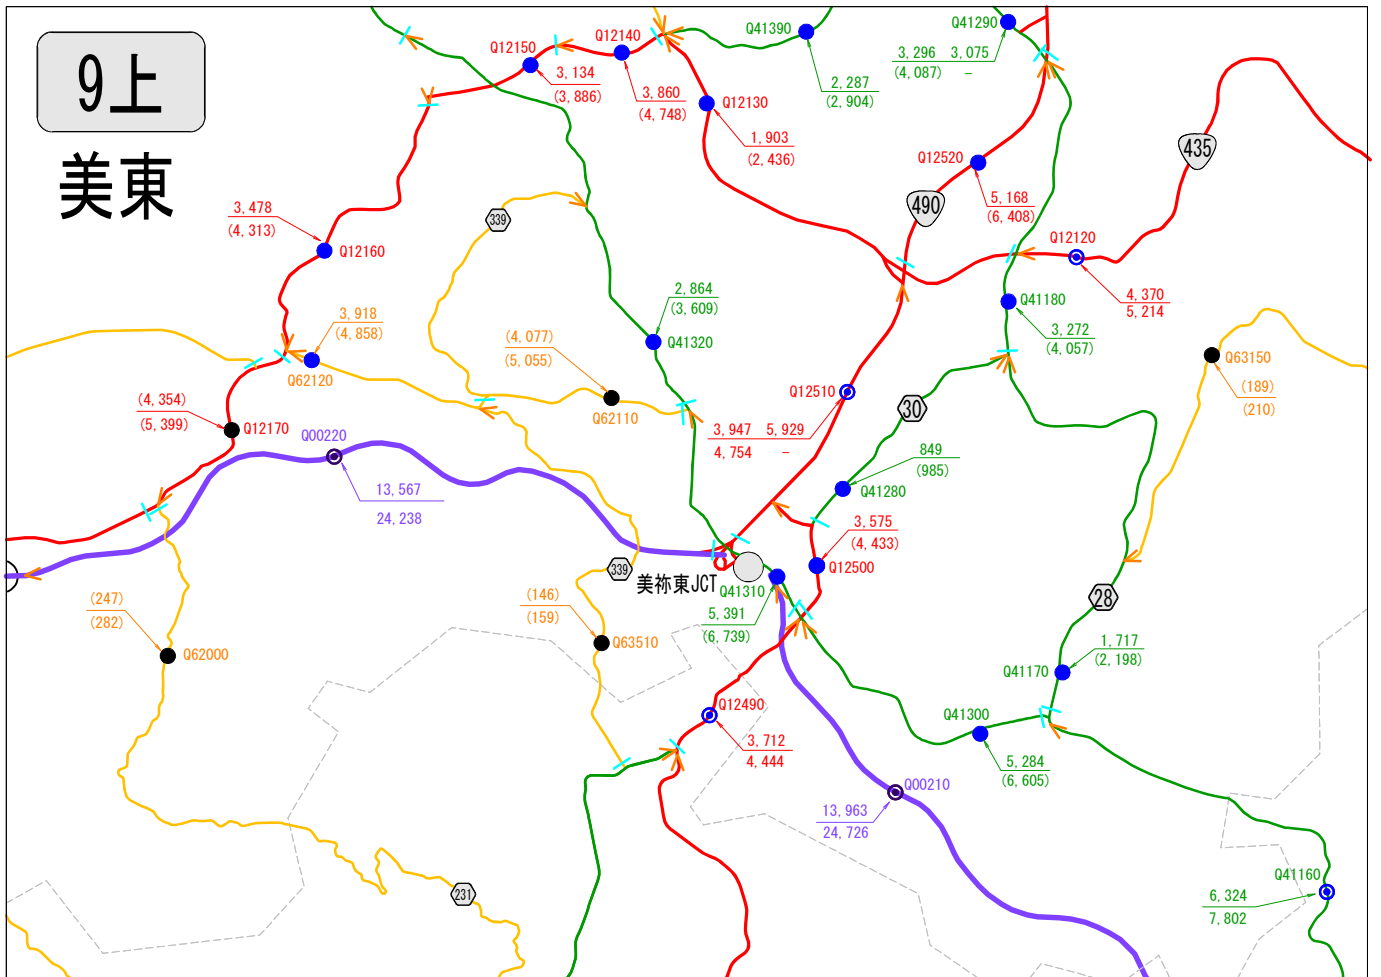 9上
美東
Q12150
3,134
(3,886)
Q12140
3,860
(4,748)
Q41390
2,287
(2,904)
Q41290
3,296 3,075
(4,087) -
Q12130
1,903
(2,436)
Q12520
5,168
(6,408)
435
490
3,478
(4,313)
Q12160
339
Q12120
4,370
5,214
2,864
(3,609)
Q41320
Q41180
3,272
(4,057)
3,918
(4,858)
Q62120
(4,077)
(5,055)
Q62110
Q63150
(189)
(210)
Q12510
3,947 5,929
4,754 -
30
(4,354)
(5,399)
Q12170
Q00220
13,567
24,238
849
(985)
Q41280
3,575
(4,433)
Q12500
339
美祢東JCT
Q41310
5,391
(6,739)
28
(247)
(282)
Q62000
(146)
(159)
Q63510
1,717
(2,198)
Q41170
Q12490
3,712
4,444
Q41300
5,284
(6,605)
Q00210
13,963
24,726
231
Q41160
6,324
7,802